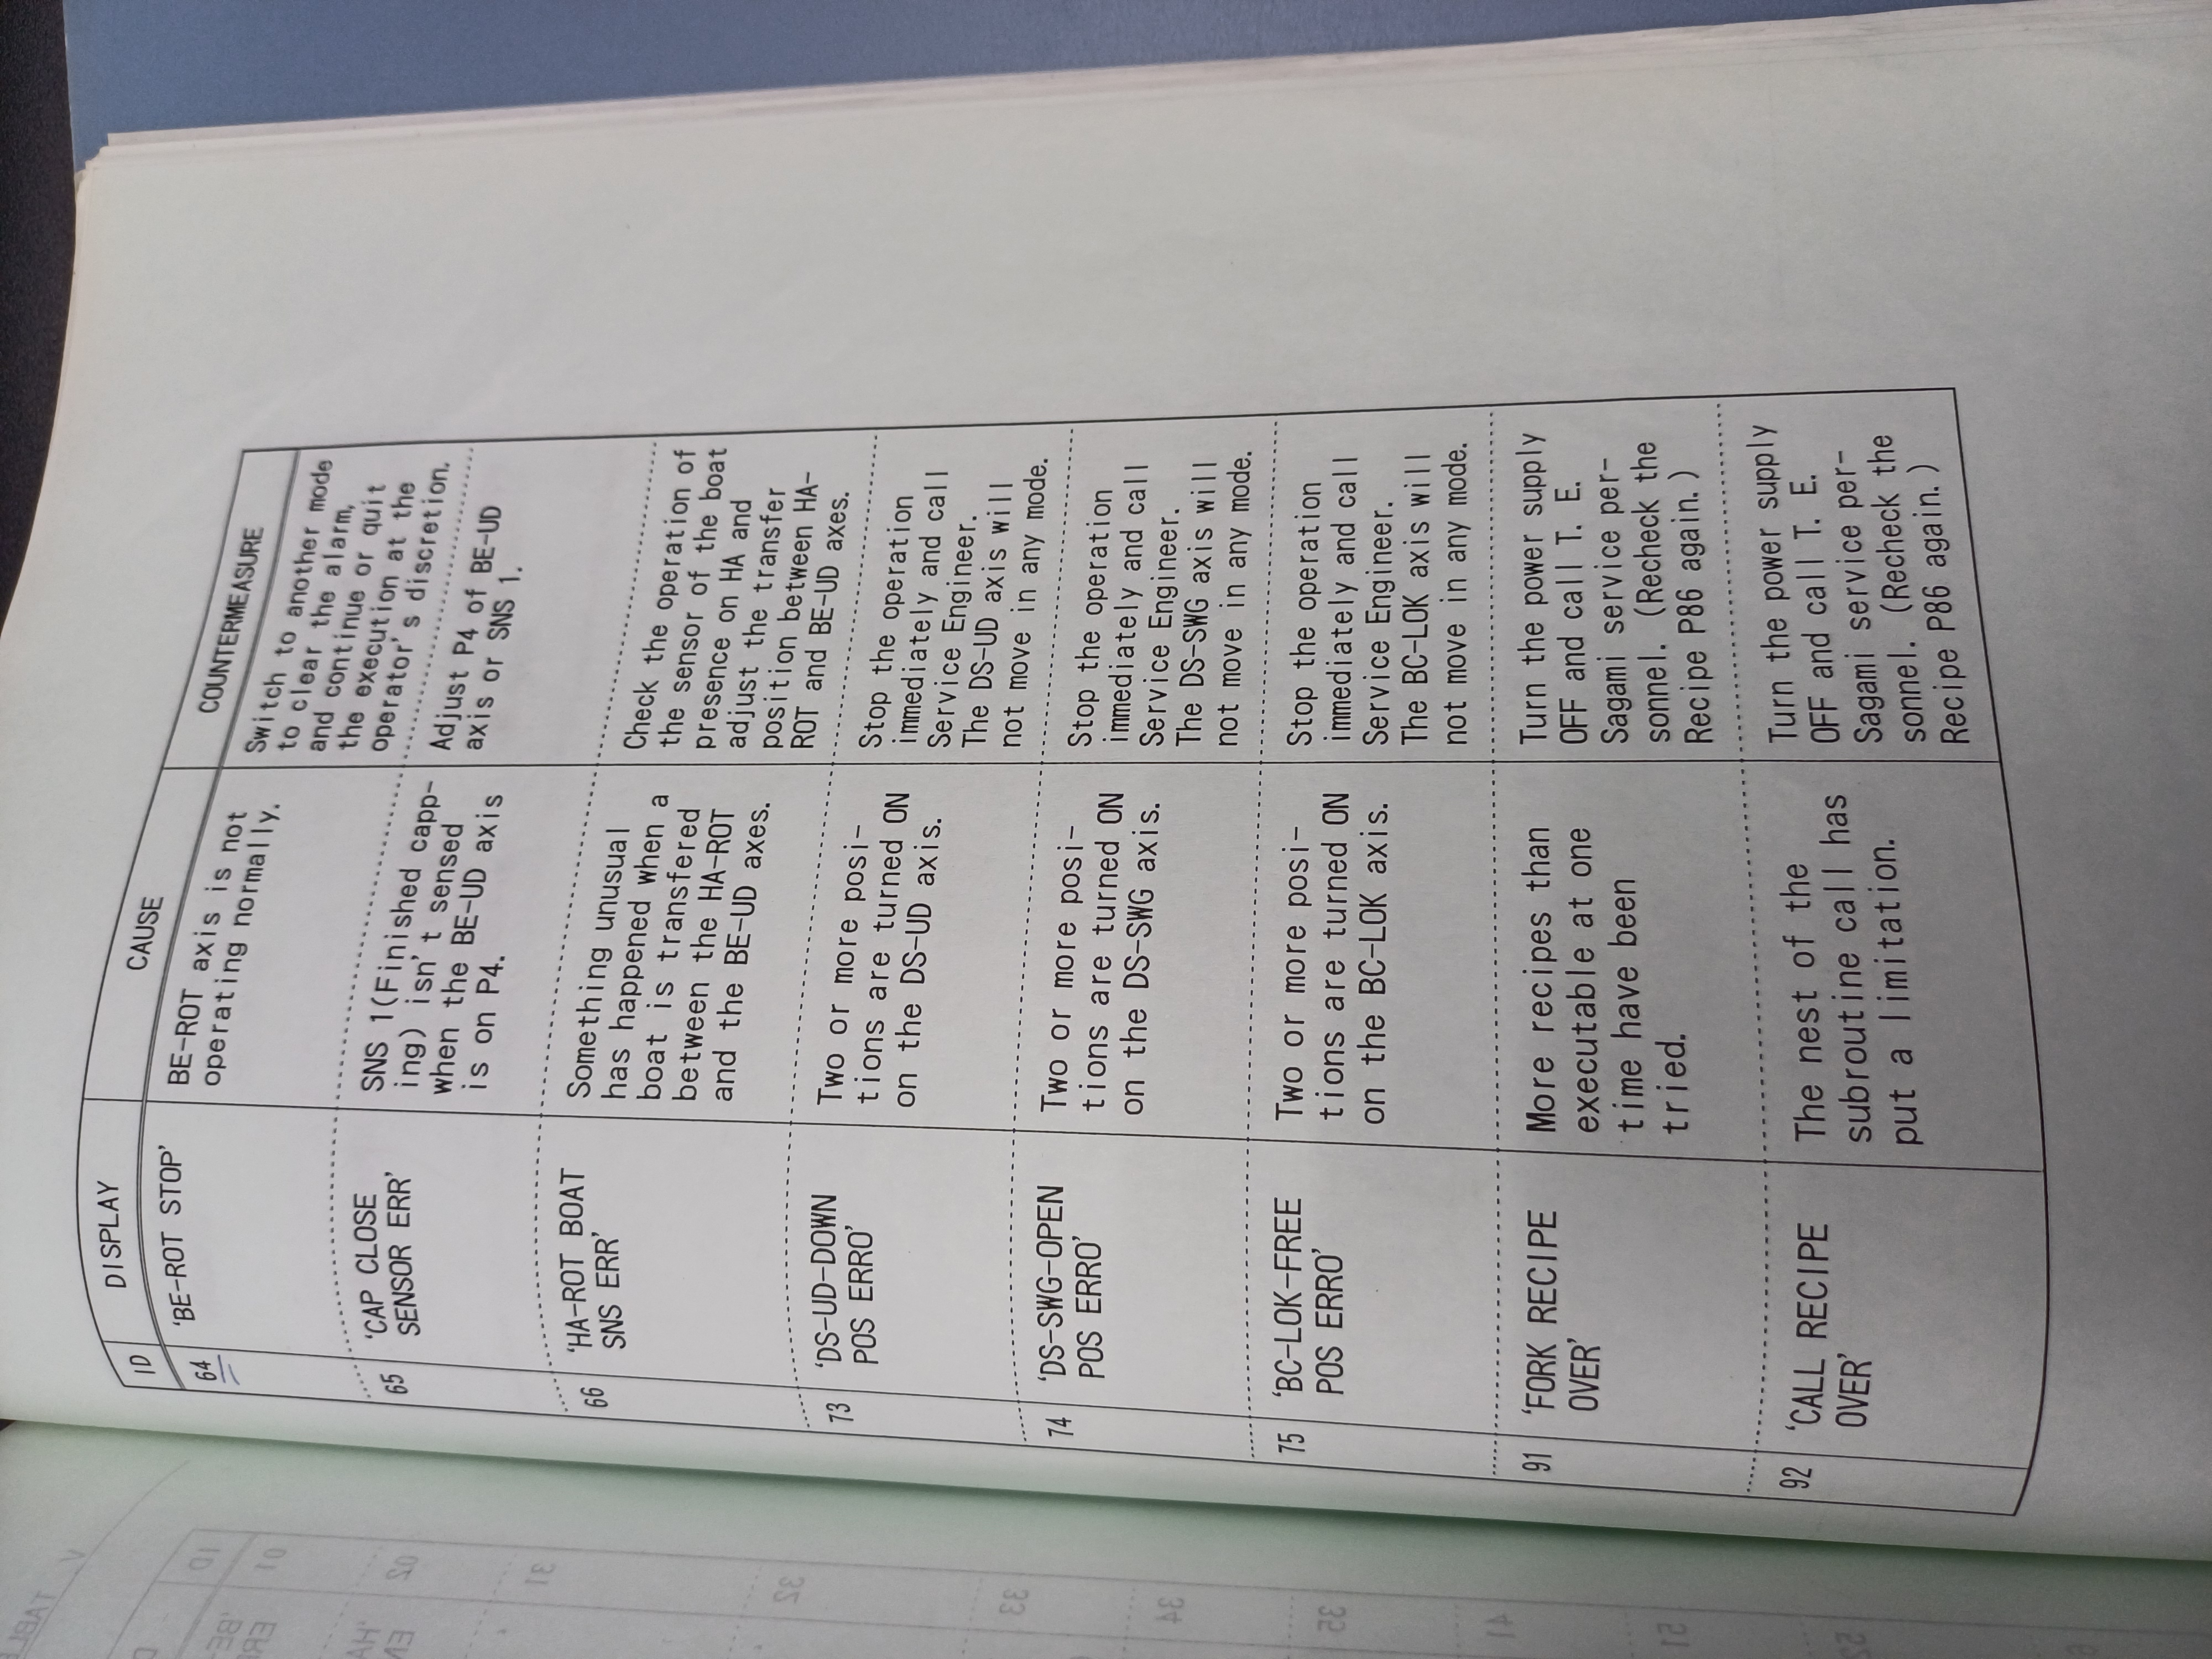 ID
DISPLAY
CAUSE
COUNTERMEASURE
64
'BE-ROT STOP'
BE-ROT axis is not
operating normally.
Switch to another mode
to clear the alarm,
and continue or quit
the execution at the
operator's discretion.
65
'CAP CLOSE
SENSOR ERR'
SNS 1(Finished capp-
ing) isn't sensed
when the BE-UD axis
is on P4.
Adjust P4 of BE-UD
axis or SNS 1.
66
'HA-ROT BOAT
SNS ERR'
Something unusual
has happened when a
boat is transfered
between the HA-ROT
and the BE-UD axes.
Check the operation of
the sensor of the boat
presence on HA and
adjust the transfer
position between HA-
ROT and BE-UD axes.
73
'DS-UD-DOWN
POS ERRO'
Two or more posi-
tions are turned ON
on the DS-UD axis.
Stop the operation
immediately and call
Service Engineer.
The DS-UD axis will
not move in any mode.
74
'DS-SWG-OPEN
POS ERRO'
Two or more posi-
tions are turned ON
on the DS-SWG axis.
Stop the operation
immediately and call
Service Engineer.
The DS-SWG axis will
not move in any mode.
75
'BC-LOK-FREE
POS ERRO'
Two or more posi-
tions are turned ON
on the BC-LOK axis.
Stop the operation
immediately and call
Service Engineer.
The BC-LOK axis will
not move in any mode.
91
'FORK RECIPE
OVER'
More recipes than
executable at one
time have been
tried.
Turn the power supply
OFF and call T. E.
Sagami service per-
sonnel. (Recheck the
Recipe P86 again.)
92
'CALL RECIPE
OVER'
The nest of the
subroutine call has
put a limitation.
Turn the power supply
OFF and call T. E.
Sagami service per-
sonnel. (Recheck the
Recipe P86 again.)